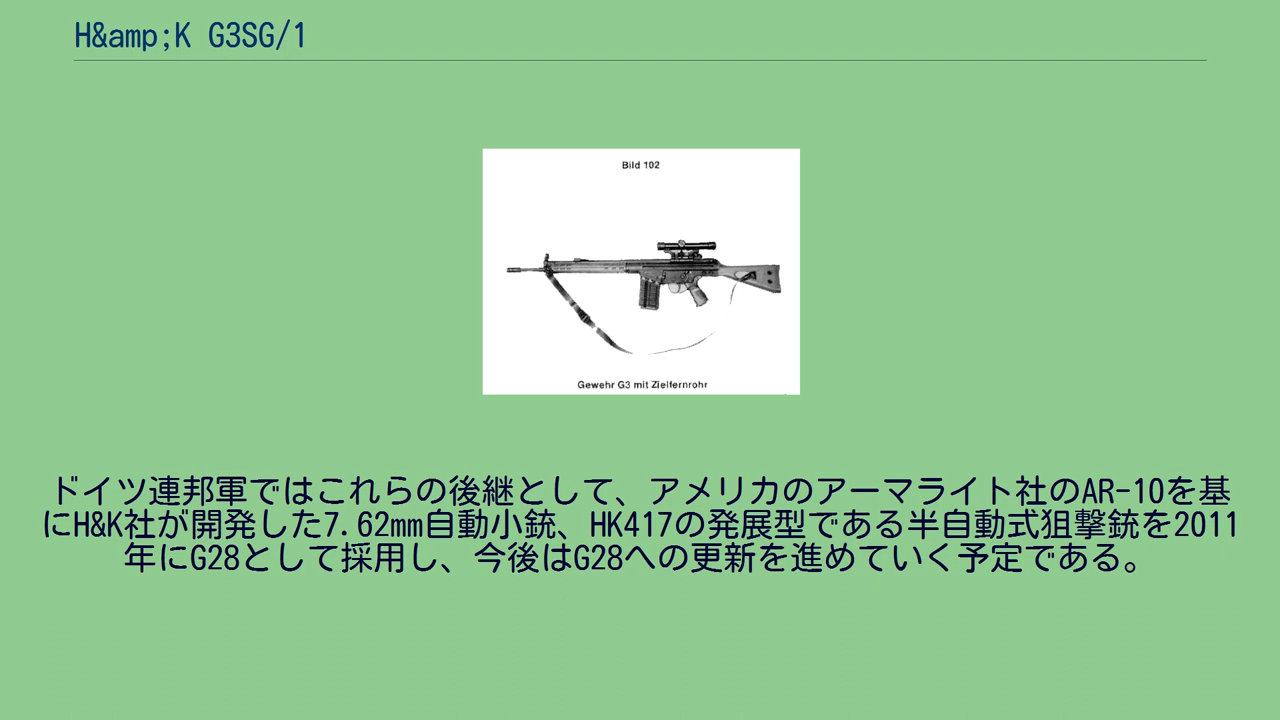 H&amp;K G3SG/1
Bild 102
Gewehr G3 mit Zielfernrohr
ドイツ連邦軍ではこれらの後継として、アメリカのアーマライト社のAR-10を基
にH&K社が開発した7.62mm自動小銃、HK417の発展型である半自動式狙撃銃を2011
年にG28として採用し、今後はG28への更新を進めていく予定である。